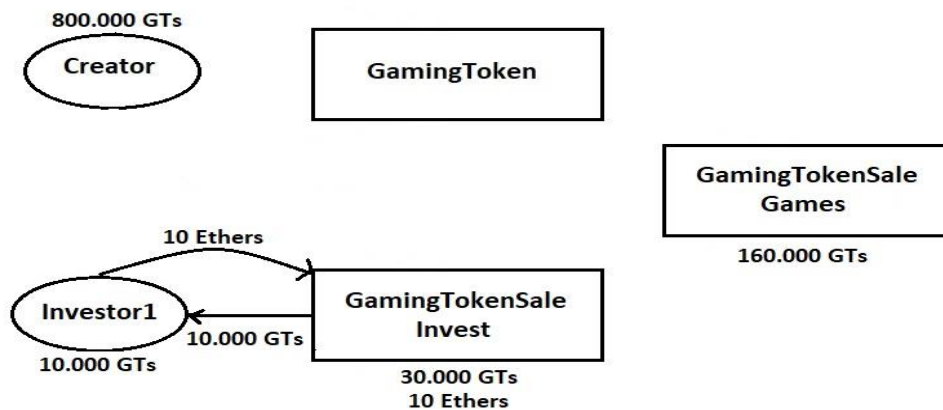 800.000 GTs
Creator
GamingToken
GamingTokenSale
Games
160.000 GTs
10 Ethers
Investor1
10.000 GTs
10.000 GTs
GamingTokenSale
Invest
30.000 GTs
10 Ethers